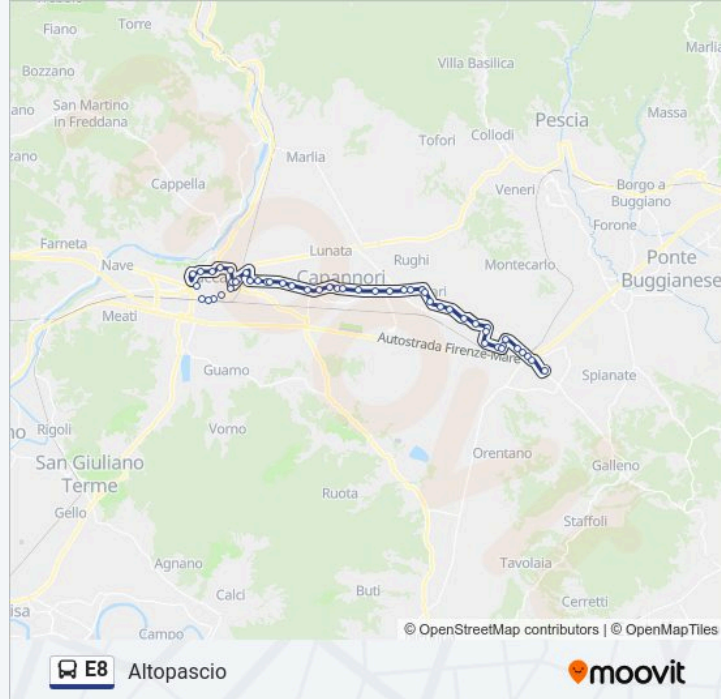 Torre
Fiano
Marlia
Villa Basilica
Bozzano
ano
San Martino
in Freddana
Massa
Pescia
Collodi
Tofori
Marlia
Cappella
Veneri
Borgo a
Buggiano
Forone
Farneta
Nave
Lunata
Rughi
Montecarlo
Ponte
Buggianese
Capannori
Meati
Autostrada Firenze-Mare
Guamo
Spianate
Rigoli
Vorno
Orentano
San Giuliano
Terme
Galleno
Ruota
Gello
Staffoli
Agnano
Tavolaia
Calci
Buti
Cerretti
isa
Campo
© OpenStreetMap contributors | © OpenMapTiles
E8 Altopascio
moovit